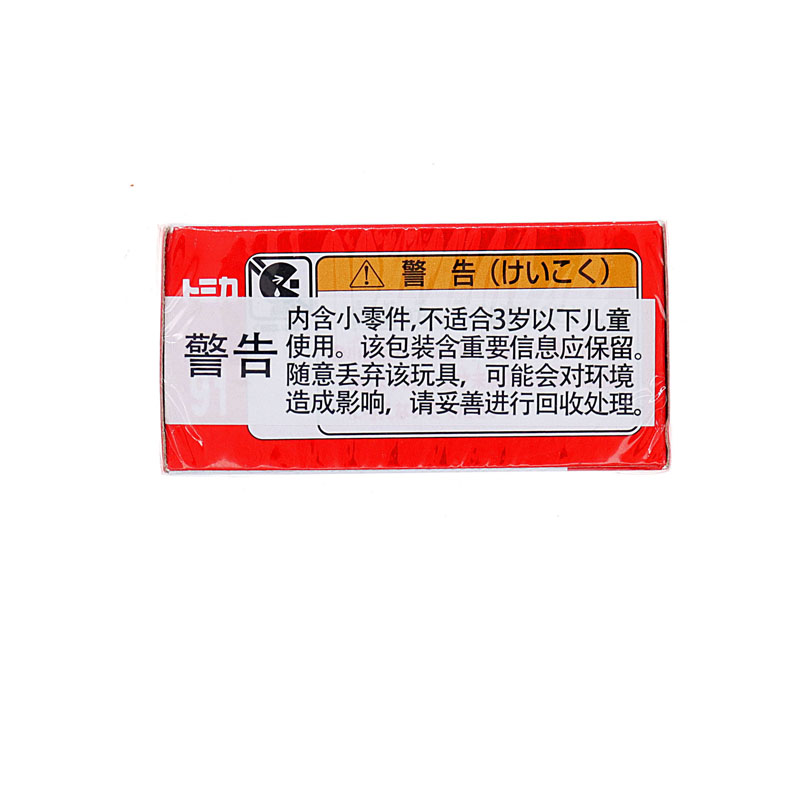 トミカ
警 告 (けいこく)
警告
内含小零件,不适合3岁以下儿童
使用。该包装含重要信息应保留。
随意丢弃该玩具，可能会对环境
造成影响，请妥善进行回收处理。
91